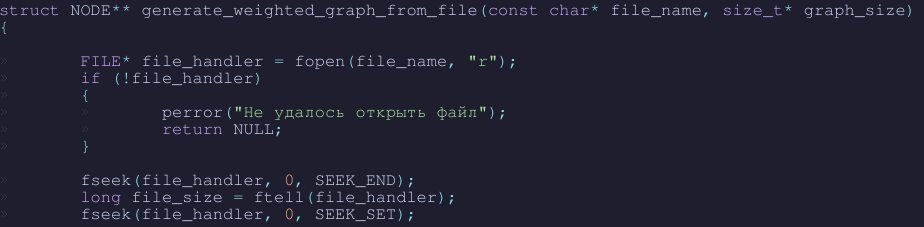 struct NODE** generate_weighted_graph_from_file(const char* file_name, size_t* graph_size)
{
» FILE* file_handler = fopen(file_name, "r");
» if (!file_handler)
» {
» » perror("Не удалось открыть файл");
» » return NULL;
» }
» fseek(file_handler, 0, SEEK_END);
» long file_size = ftell(file_handler);
» fseek(file_handler, 0, SEEK_SET);